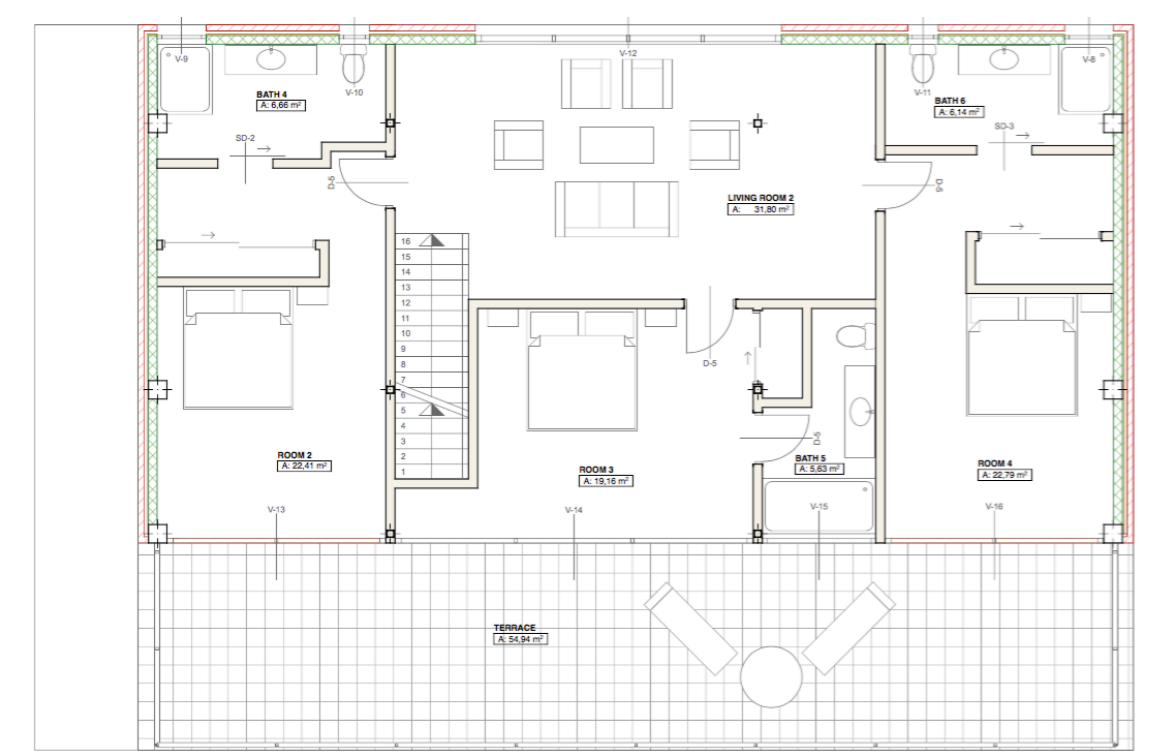 V-9
V-10
BATH 4
A: 6,66 m²
SD-2
V-12
V-11
V-8
BATH 6
A: 6,14 m²
SD-3
D-5
D-6
LIVING ROOM 2
A: 31,80 m²
16
15
14
13
12
11
10
9
8
7
6
5
4
3
2
1
D-5
D-5
ROOM 2
A: 22,41 m²
ROOM 3
A: 19,16 m²
BATH 5
A: 5,63 m²
ROOM 4
A: 22,79 m²
V-13
V-14
V-15
V-16
TERRACE
A: 54,94 m²